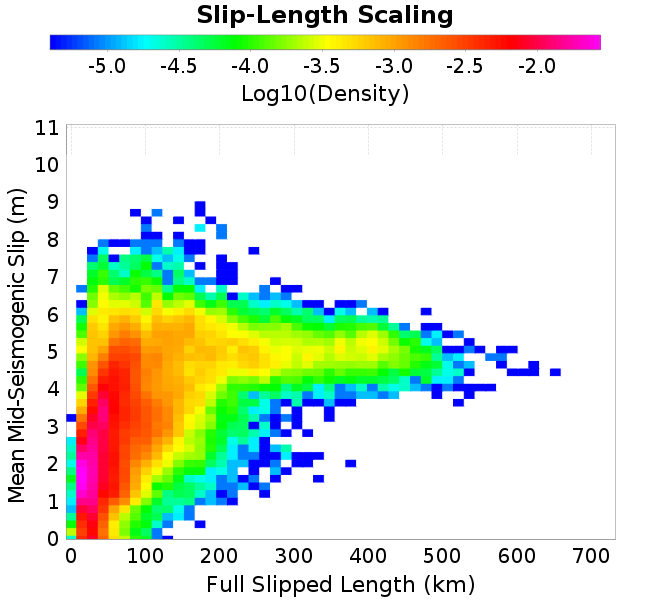 Slip-Length Scaling
-5.0 -4.5 -4.0 -3.5 -3.0 -2.5 -2.0
Log10(Density)
11
10
9
8
7
6
5
4
3
2
1
0
Mean Mid-Seismogenic Slip (m)
0 100 200 300 400 500 600 700
Full Slipped Length (km)